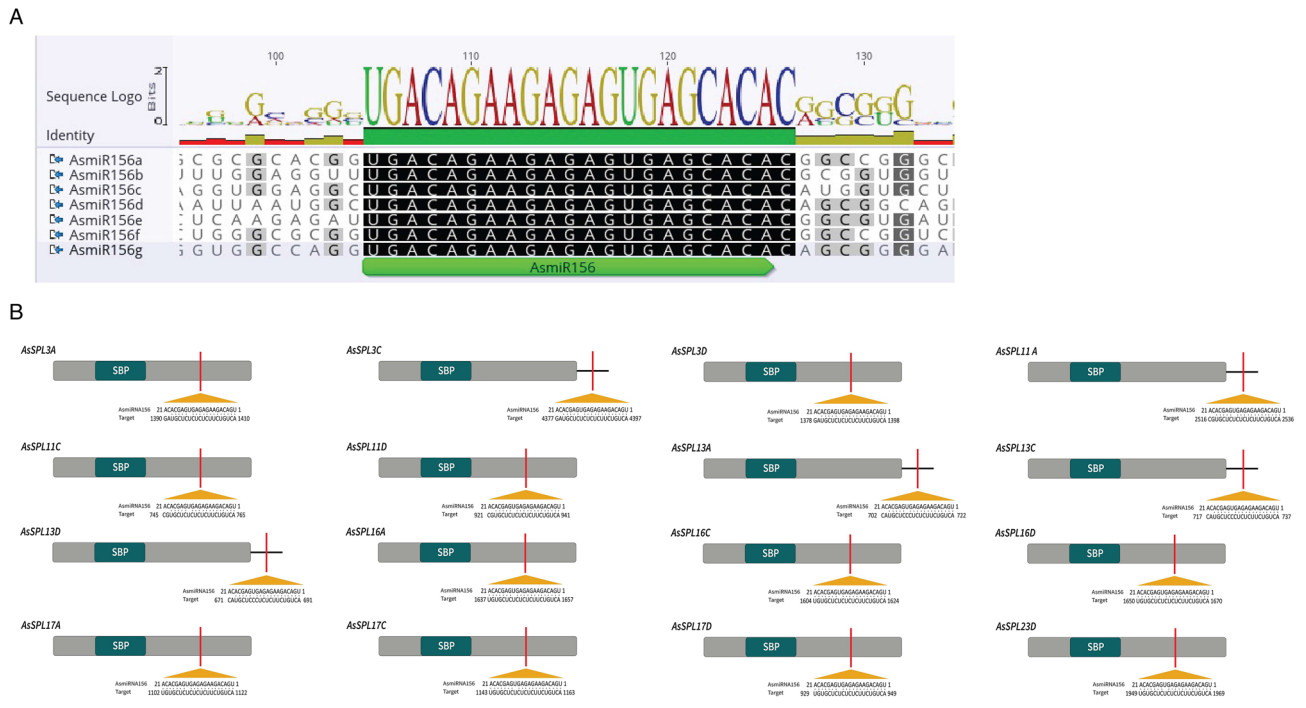 A
100 110 120 130
Sequence Logo
2
Bits
0
UGACAGAAGAGAGUGAGCACAC
Identity
AsmiR156a GCGCGCACGGUGACAGAAGAGAGUGAGCACACGGCCGGGC
AsmiR156b UUUGGAGGUUUGACAGAAGAGAGUGAGCACACGCGGUGCU
AsmiR156c AGGUGGAGGCUGACAGAAGAGAGUGAGCACACAUGGUGCU
AsmiR156d AAUUAAUGGCUGACAGAAGAGAGUGAGCACACAGCGGCAG
AsmiR156e CUCAAGAGAUUGACAGAAGAGAGUGAGCACACGGCGUGAU
AsmiR156f CUGGGCGCGGUGACAGAAGAGAGUGAGCACACGGCCGGUC
AsmiR156g GGUGGCCAGGUGACAGAAGAGAGUGAGCACACAGCGGGGA
AsmiR156
B
AsSPL3A
SBP
AsmiRNA156 21 ACACGAGUGAGAGAAGACAGU 1
Target 1390 GAUGCUCUCUCUCUUCUGUCA 1410
AsSPL3C
SBP
AsmiRNA156 21 ACACGAGUGAGAGAAGACAGU 1
Target 4377 GAUGCUCUCUCUCUUCUGUCA 4397
AsSPL3D
SBP
AsmiRNA156 21 ACACGAGUGAGAGAAGACAGU 1
Target 1378 GAUGCUCUCUCUCUUCUGUCA 1398
AsSPL11 A
SBP
AsmiRNA156 21 ACACGAGUGAGAGAAGACAGU 1
Target 2516 CGUGCUCUCUCUCUUCUGUCA 2536
AsSPL11C
SBP
AsmiRNA156 21 ACACGAGUGAGAGAAGACAGU 1
Target 745 CGUGCUCUCUCUCUUCUGUCA 765
AsSPL11D
SBP
AsmiRNA156 21 ACACGAGUGAGAGAAGACAGU 1
Target 921 CGUGCUCUCUCUCUUCUGUCA 941
AsSPL13A
SBP
AsmiRNA156 21 ACACGAGUGAGAGAAGACAGU 1
Target 702 CAUGCUCCCUCUCUUCUGUCA 722
AsSPL13C
SBP
AsmiRNA156 21 ACACGAGUGAGAGAAGACAGU 1
Target 717 CAUGCUCCCUCUCUUCUGUCA 737
AsSPL13D
SBP
AsmiRNA156 21 ACACGAGUGAGAGAAGACAGU 1
Target 671 CAUGCUCCCUCUCUUCUGUCA 691
AsSPL16A
SBP
AsmiRNA156 21 ACACGAGUGAGAGAAGACAGU 1
Target 1637 UGUGCUCUCUCUCUUCUGUCA 1657
AsSPL16C
SBP
AsmiRNA156 21 ACACGAGUGAGAGAAGACAGU 1
Target 1604 UGUGCUCUCUCUCUUCUGUCA 1624
AsSPL16D
SBP
AsmiRNA156 21 ACACGAGUGAGAGAAGACAGU 1
Target 1650 UGUGCUCUCUCUCUUCUGUCA 1670
AsSPL17A
SBP
AsmiRNA156 21 ACACGAGUGAGAGAAGACAGU 1
Target 1102 UGUGCUCUCUCUCUUCUGUCA 1122
AsSPL17C
SBP
AsmiRNA156 21 ACACGAGUGAGAGAAGACAGU 1
Target 1143 UGUGCUCUCUCUCUUCUGUCA 1163
AsSPL17D
SBP
AsmiRNA156 21 ACACGAGUGAGAGAAGACAGU 1
Target 929 UGUGCUCUCUCUCUUCUGUCA 949
AsSPL23D
SBP
AsmiRNA156 21 ACACGAGUGAGAGAAGACAGU 1
Target 1949 UGUGCUCUCUCUCUUCUGUCA 1969